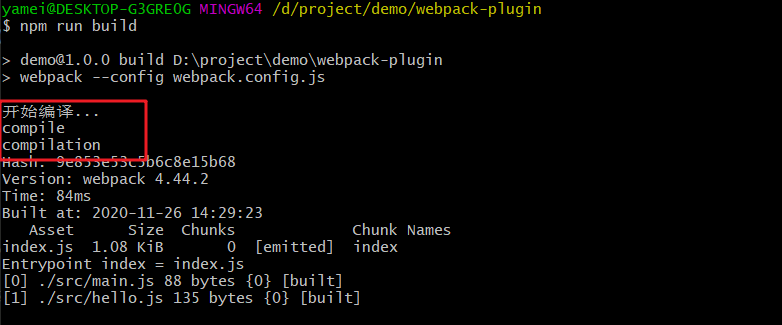 yamei@DESKTOP-G3GREOG MINGW64 /d/project/demo/webpack-plugin
$ npm run build
> demo@1.0.0 build D:\project\demo\webpack-plugin
> webpack --config webpack.config.js
开始编译...
compile
compilation
Hash: 9e853e53c5b6c8e15b68
Version: webpack 4.44.2
Time: 84ms
Built at: 2020-11-26 14:29:23
Asset Size Chunks Chunk Names
index.js 1.08 KiB 0 [emitted] index
Entrypoint index = index.js
[0] ./src/main.js 88 bytes {0} [built]
[1] ./src/hello.js 135 bytes {0} [built]